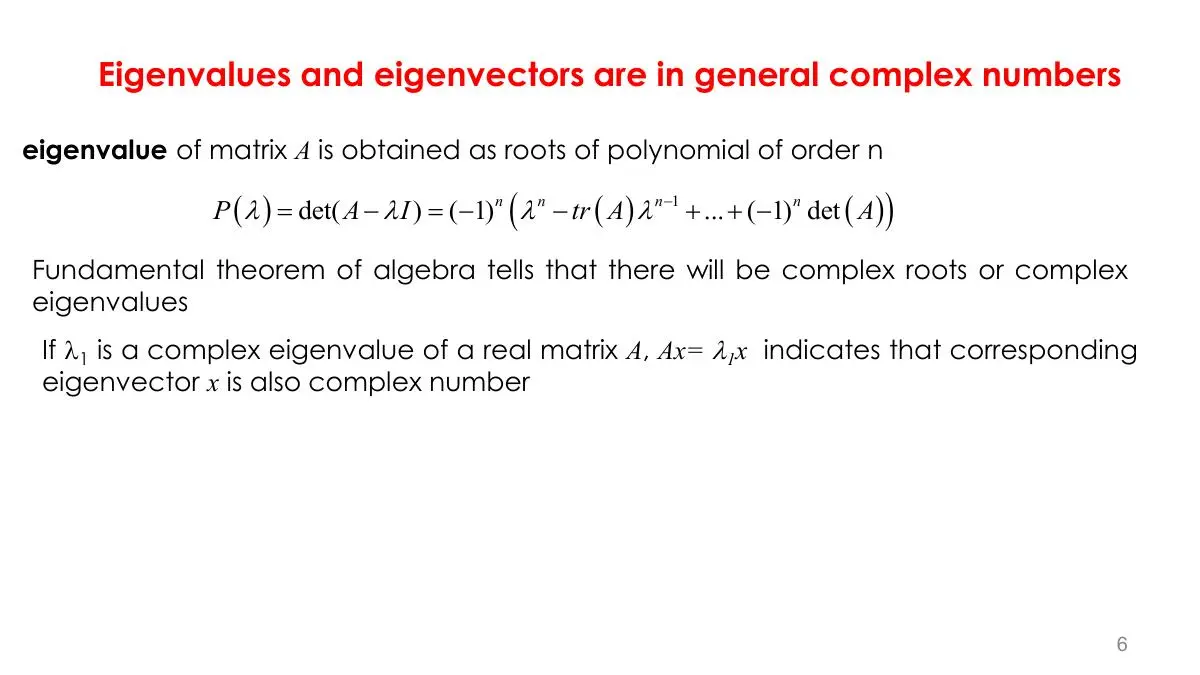 Eigenvalues and eigenvectors are in general complex numbers
eigenvalue of matrix A is obtained as roots of polynomial of order n
P(λ) = det(A − λI) = (−1)ⁿ (λⁿ − tr(A)λⁿ⁻¹ + ... + (−1)ⁿ det(A))
Fundamental theorem of algebra tells that there will be complex roots or complex
eigenvalues
If λ₁ is a complex eigenvalue of a real matrix A, Ax= λ₁x indicates that corresponding
eigenvector x is also complex number
6